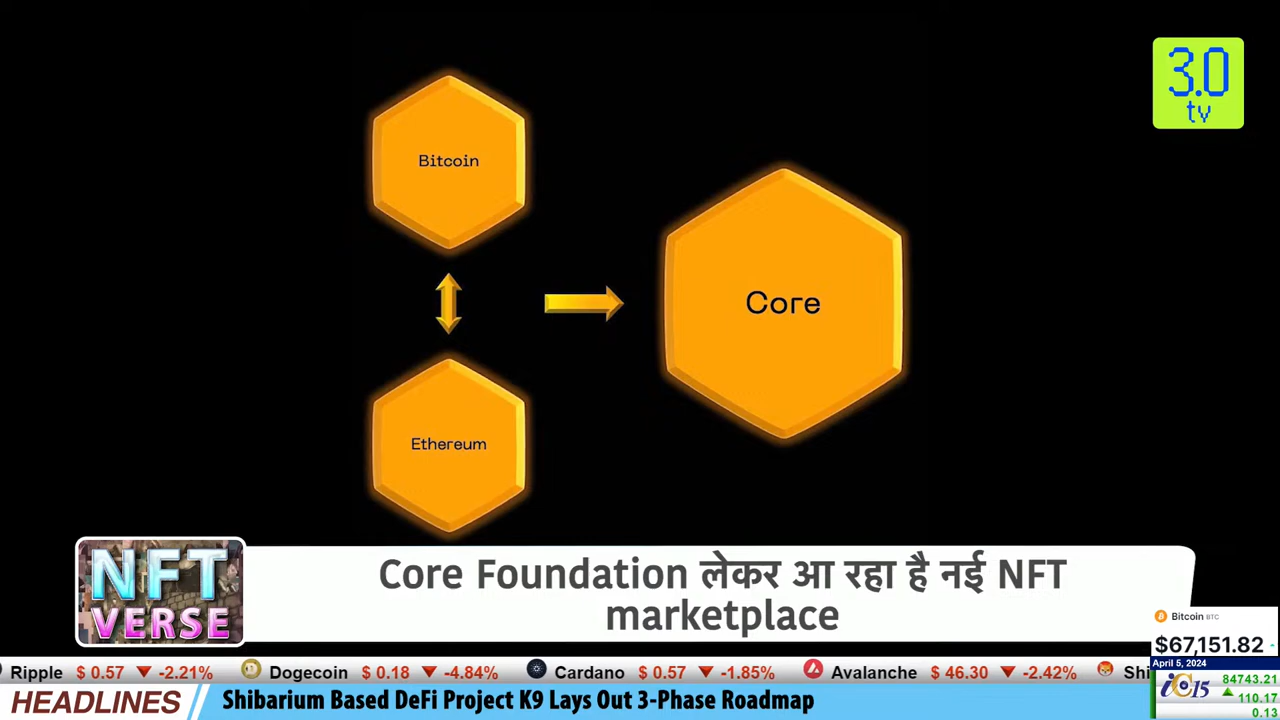 3.0
tv
Bitcoin
Core
Ethereum
NFT
VERSE
Core Foundation लेकर आ रहा है नई NFT
marketplace
Bitcoin BTC
$67,151.82
April 5, 2024
Ripple $ 0.57 -2.21% Dogecoin $ 0.18 -4.84% Cardano $ 0.57 -1.85% Avalanche $ 46.30 -2.42% Shi
HEADLINES Shibarium Based DeFi Project K9 Lays Out 3-Phase Roadmap
15
84743.21
110.17
0.13